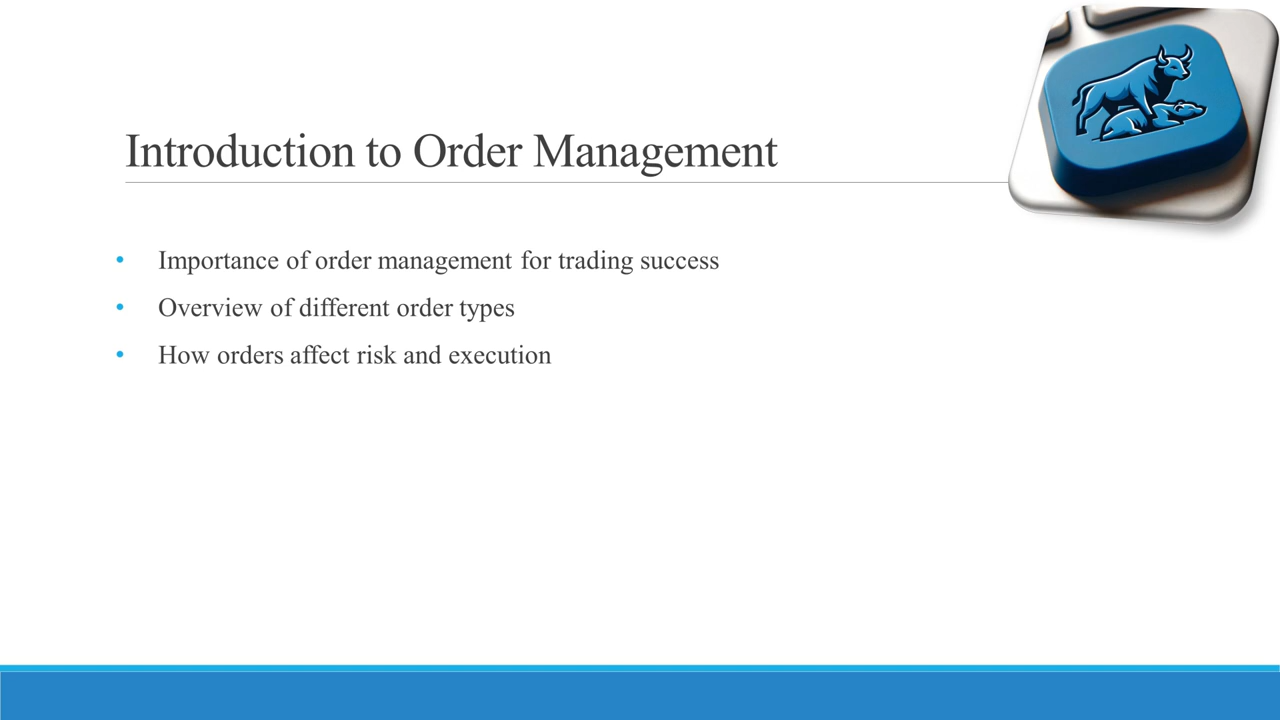 Introduction to Order Management
• Importance of order management for trading success
• Overview of different order types
• How orders affect risk and execution